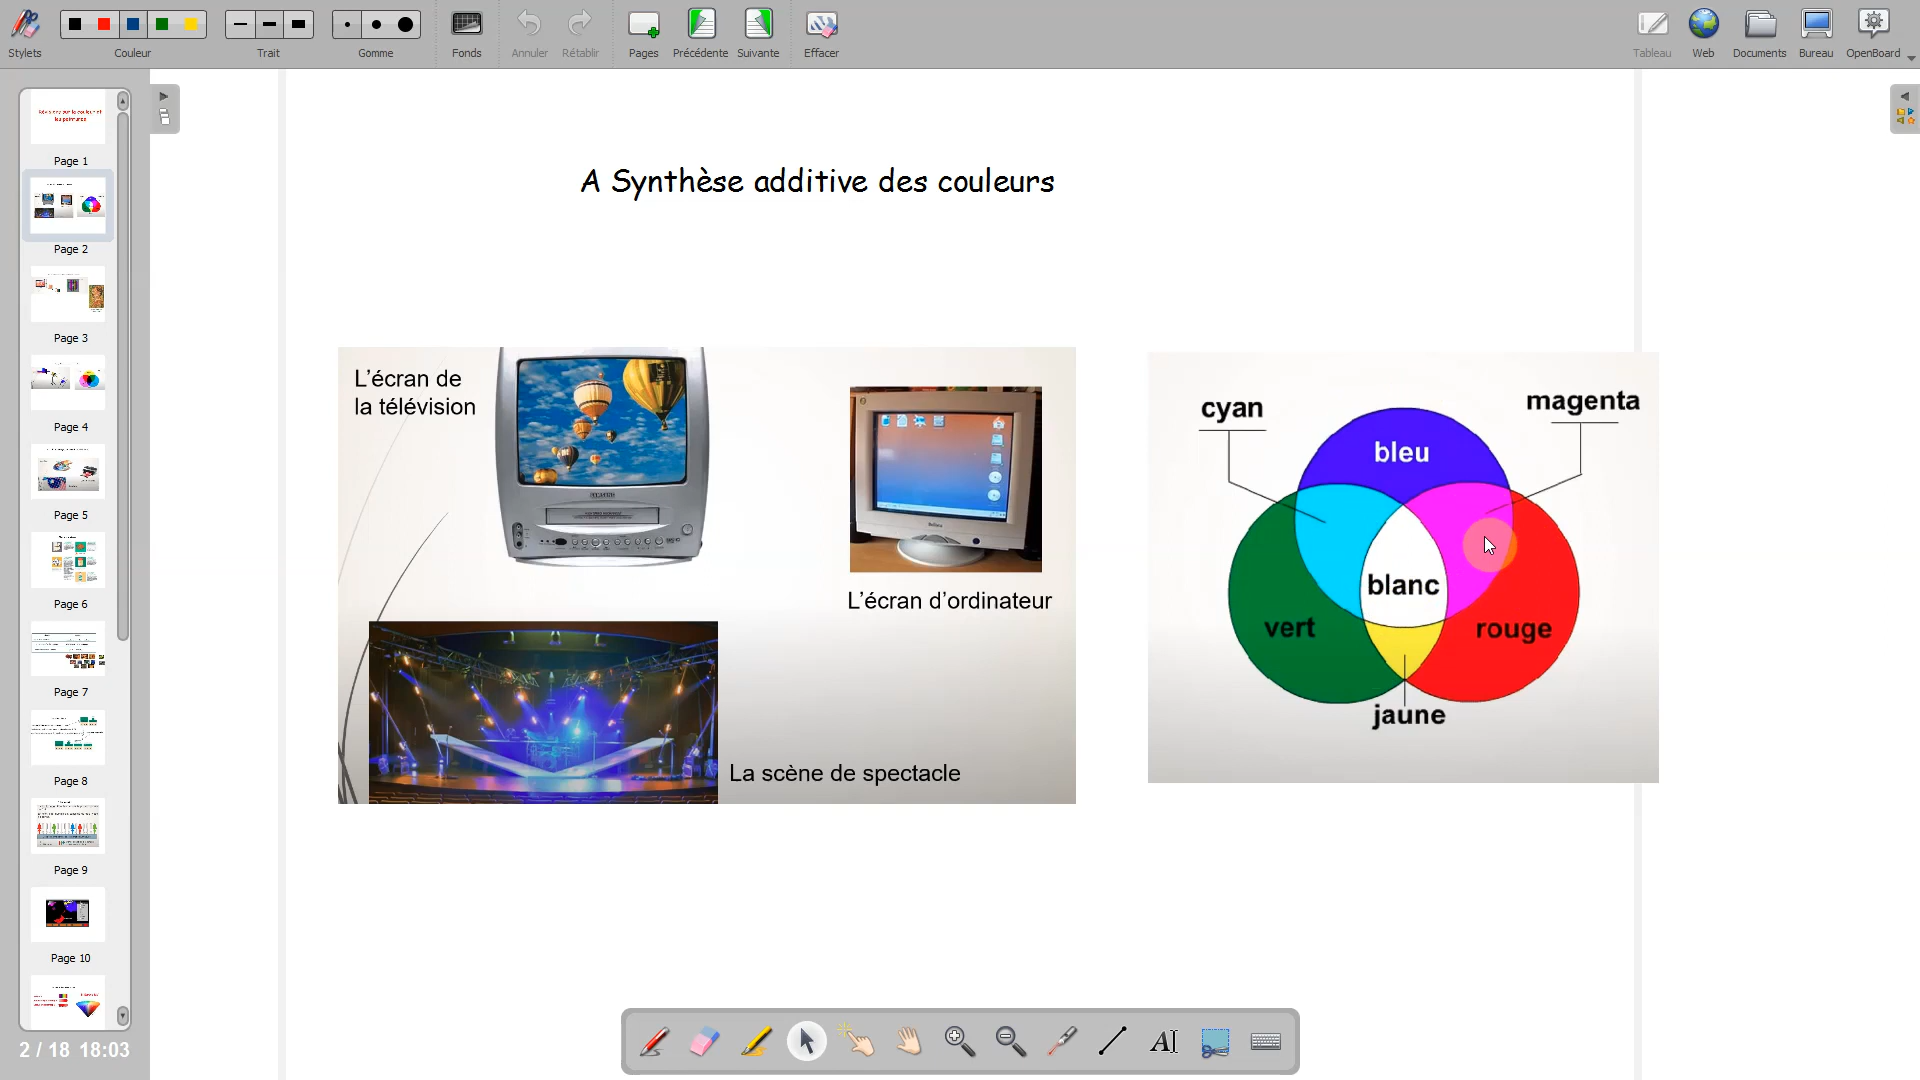 Stylets
Couleur
Trait
Gomme
Fonds
Annuler
Rétablir
Pages
Précédente
Suivante
Effacer
Tableau
Web
Documents
Bureau
OpenBoard
Page 1
Page 2
Page 3
Page 4
Page 5
Page 6
Page 7
Page 8
Page 9
Page 10
2 / 18 18:03
A Synthèse additive des couleurs
L'écran de
la télévision
SAMSUNG
L'écran d'ordinateur
La scène de spectacle
cyan
magenta
bleu
blanc
vert
rouge
jaune
AI